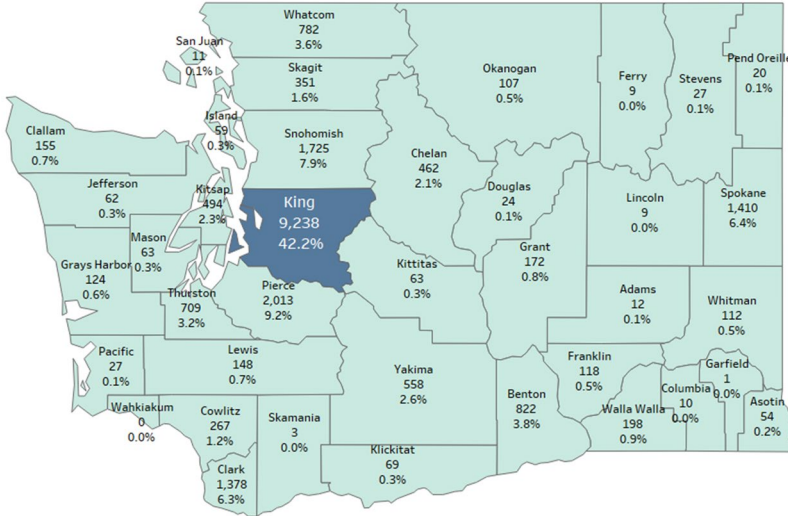 Whatcom
782
3.6%
San Juan
11
0.1%
Skagit
351
1.6%
Okanogan
107
0.5%
Ferry
9
0.0%
Stevens
27
0.1%
Pend Oreille
20
0.1%
Island
59
0.3%
Clallam
155
0.7%
Snohomish
1,725
7.9%
Chelan
462
2.1%
Douglas
24
0.1%
Jefferson
62
0.3%
Kitsap
494
2.3%
King
9,238
42.2%
Lincoln
9
0.0%
Spokane
1,410
6.4%
Mason
63
0.3%
Grays Harbor
124
0.6%
Kittitas
63
0.3%
Grant
172
0.8%
Thurston
709
3.2%
Pierce
2,013
9.2%
Adams
12
0.1%
Whitman
112
0.5%
Pacific
27
0.1%
Lewis
148
0.7%
Yakima
558
2.6%
Franklin
118
0.5%
Garfield
1
0.0%
Wahkiakum
0
0.0%
Cowlitz
267
1.2%
Skamania
3
0.0%
Benton
822
3.8%
Walla Walla
198
0.9%
Columbia
10
0.0%
Asotin
54
0.2%
Klickitat
69
0.3%
Clark
1,378
6.3%